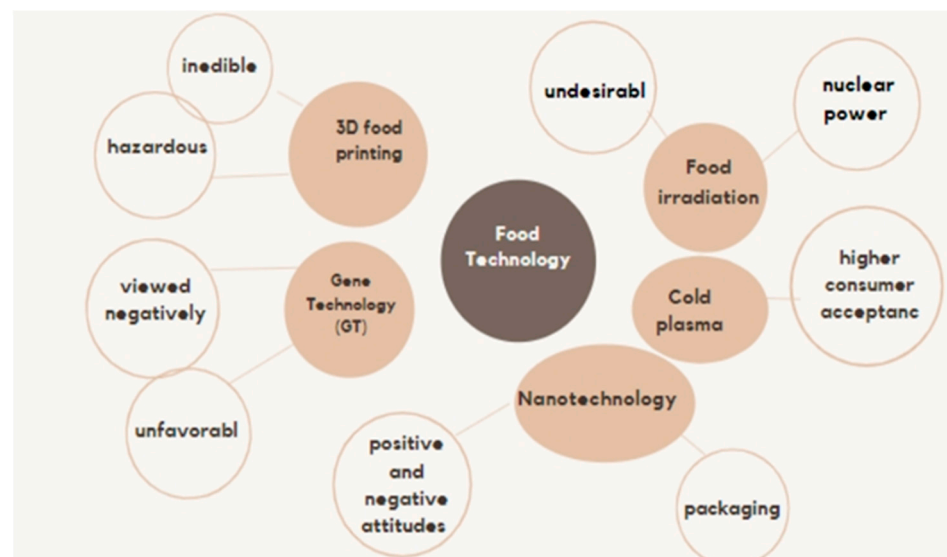 inedible
hazardous
3D food
printing
viewed
negatively
Gene
Technology
(GT)
unfavorabl
Food
Technology
undesirabl
nuclear
power
Food
irradiation
higher
consumer
acceptanc
Cold
plasma
Nanotechnology
positive
and
negative
attitudes
packaging